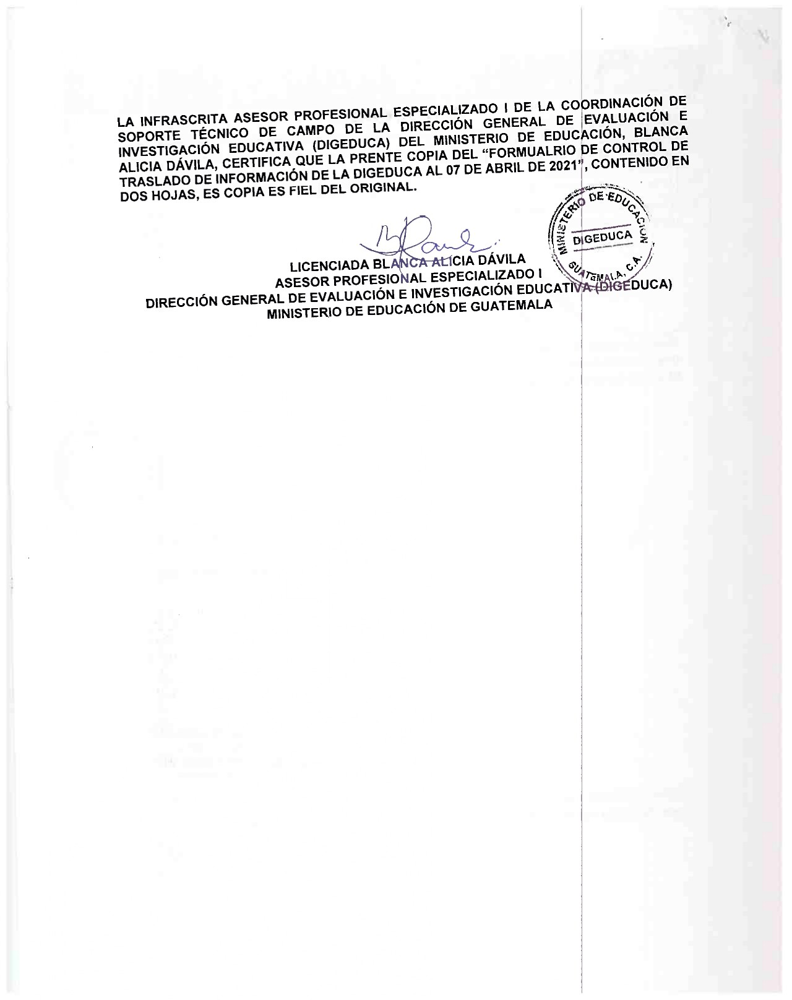 LA INFRASCRITA ASESOR PROFESIONAL ESPECIALIZADO I DE LA COORDINACIÓN DE
SOPORTE TÉCNICO DE CAMPO DE LA DIRECCIÓN GENERAL DE EVALUACIÓN E
INVESTIGACIÓN EDUCATIVA (DIGEDUCA) DEL MINISTERIO DE EDUCACIÓN, BLANCA
ALICIA DÁVILA, CERTIFICA QUE LA PRENTE COPIA DEL “FORMUALRIO DE CONTROL DE
TRASLADO DE INFORMACIÓN DE LA DIGEDUCA AL 07 DE ABRIL DE 2021”, CONTENIDO EN
DOS HOJAS, ES COPIA ES FIEL DEL ORIGINAL.
MINISTERIO DE EDUCACIÓN
DIGEDUCA
GUATEMALA, C.A.
LICENCIADA BLANCA ALICIA DÁVILA
ASESOR PROFESIONAL ESPECIALIZADO I
DIRECCIÓN GENERAL DE EVALUACIÓN E INVESTIGACIÓN EDUCATIVA (DIGEDUCA)
MINISTERIO DE EDUCACIÓN DE GUATEMALA